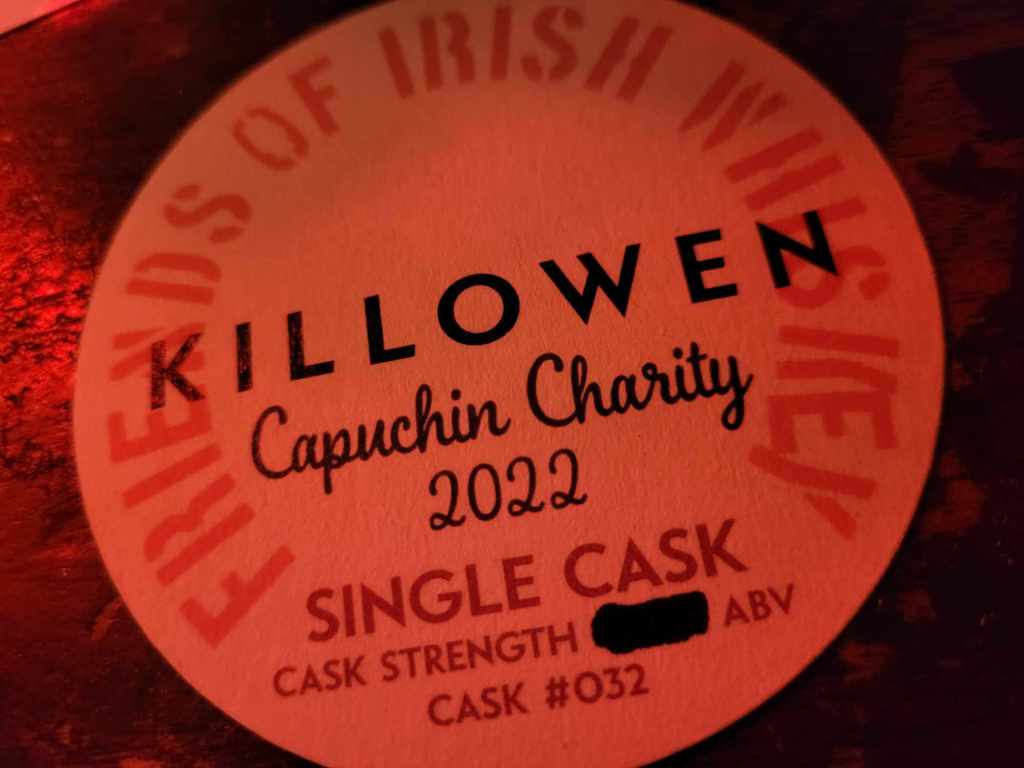 FRIENDS OF IRISH WHISKEY
KILLOWEN
Capuchin Charity
2022
SINGLE CASK
CASK STRENGTH ABV
CASK #032